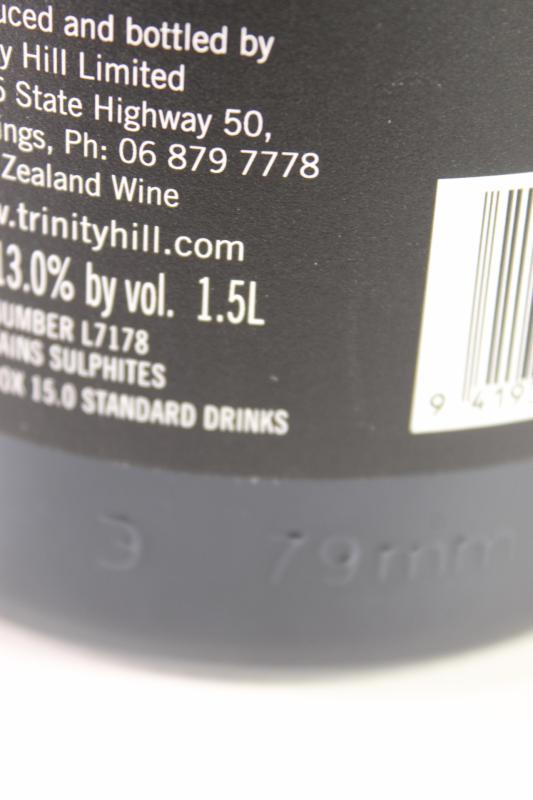 uced and bottled by
y Hill Limited
State Highway 50,
ings, Ph: 06 879 7778
Zealand Wine
w.trinityhill.com
13.0% by vol. 1.5L
UMBER L7178
AINS SULPHITES
OX 15.0 STANDARD DRINKS
9 419
3 79mm